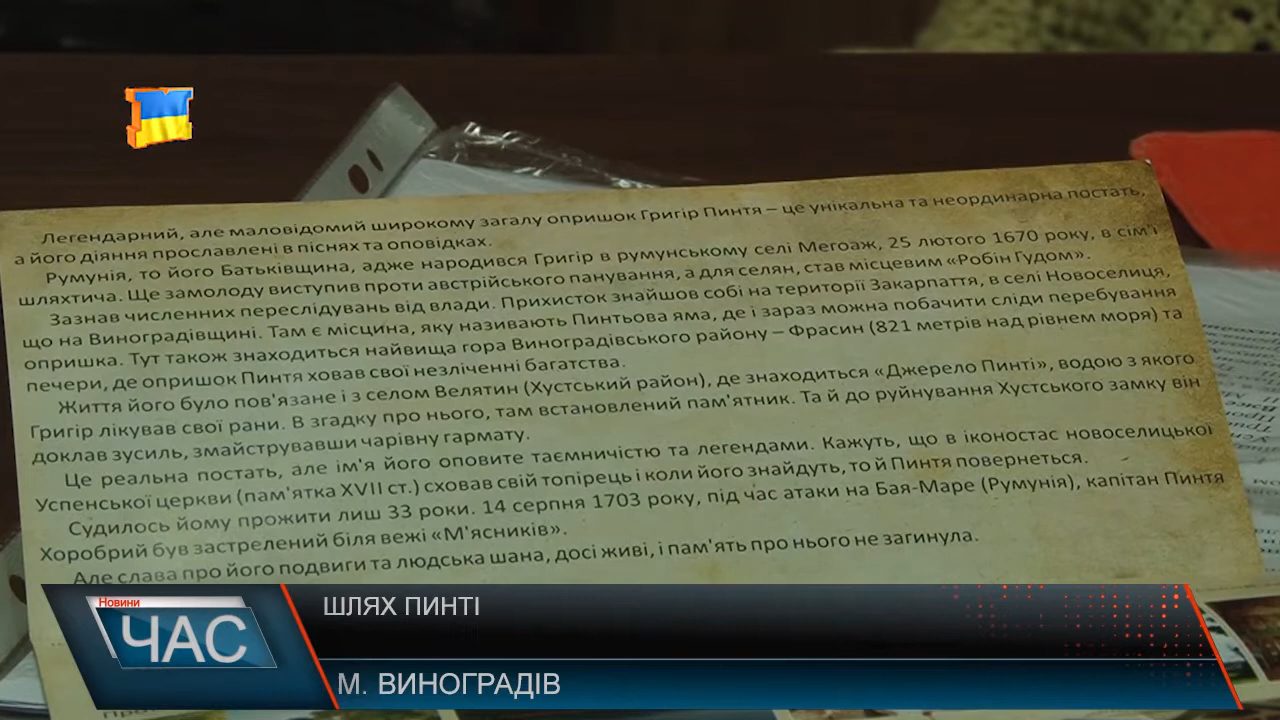 Легендарний, але маловідомий широкому загалу опришок Григір Пинтя – це унікальна та неординарна постать,
а його діяння прославлені в піснях та оповідках.
Румунія, то його Батьківщина, адже народився Григір в румунському селі Мегоаж, 25 лютого 1670 року, в сім'ї
шляхтича. Ще замолоду виступив проти австрійського панування, а для селян, став місцевим «Робін Гудом».
Зазнав численних переслідувань від влади. Прихисток знайшов собі на території Закарпаття, в селі Новоселиця,
що на Виноградівщині. Там є місцина, яку називають Пинтьова яма, де і зараз можна побачити сліди перебування
опришка. Тут також знаходиться найвища гора Виноградівського району – Фрасин (821 метрів над рівнем моря) та
печери, де опришок Пинтя ховав свої незліченні багатства.
Життя його було пов'язане і з селом Велятин (Хустський район), де знаходиться «Джерело Пинті», водою з якого
Григір лікував свої рани. В згадку про нього, там встановлений пам'ятник. Та й до руйнування Хустського замку він
доклав зусиль, змайструвавши чарівну гармату.
Це реальна постать, але ім'я його оповите таємничістю та легендами. Кажуть, що в іконостас новоселицької
Успенської церкви (пам'ятка XVII ст.) сховав свій топірець і коли його знайдуть, то й Пинтя повернеться.
Судилось йому прожити лиш 33 роки. 14 серпня 1703 року, під час атаки на Бая-Маре (Румунія), капітан Пинтя
Хоробрий був застрелений біля вежі «М'ясників».
Але слава про його подвиги та людська шана, досі живі, і пам'ять про нього не загинула.
Новини
ЧАС
ШЛЯХ ПИНТІ
М. ВИНОГРАДІВ